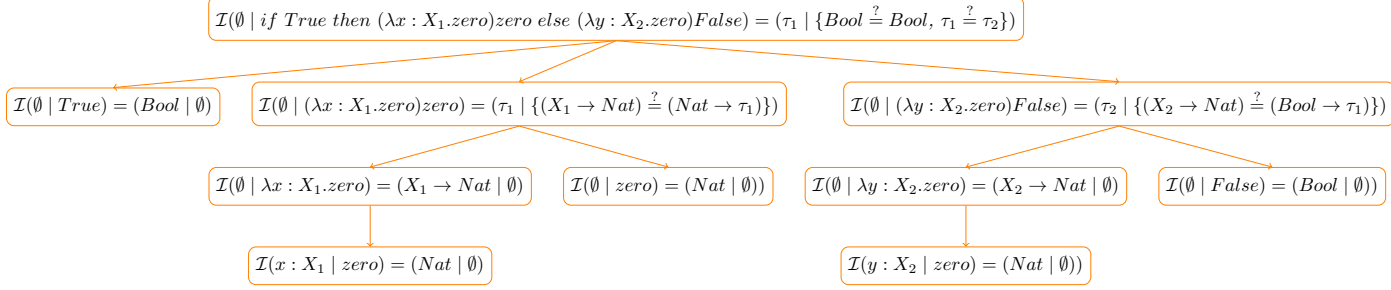 𝓘(∅ | if True then (λx : X₁.zero)zero else (λy : X₂.zero)False) = (τ₁ | {Bool ≟ Bool, τ₁ ≟ τ₂})
𝓘(∅ | True) = (Bool | ∅)
𝓘(∅ | (λx : X₁.zero)zero) = (τ₁ | {(X₁ → Nat) ≟ (Nat → τ₁)})
𝓘(∅ | (λy : X₂.zero)False) = (τ₂ | {(X₂ → Nat) ≟ (Bool → τ₁)})
𝓘(∅ | λx : X₁.zero) = (X₁ → Nat | ∅)
𝓘(∅ | zero) = (Nat | ∅))
𝓘(∅ | λy : X₂.zero) = (X₂ → Nat | ∅)
𝓘(∅ | False) = (Bool | ∅))
𝓘(x : X₁ | zero) = (Nat | ∅)
𝓘(y : X₂ | zero) = (Nat | ∅))